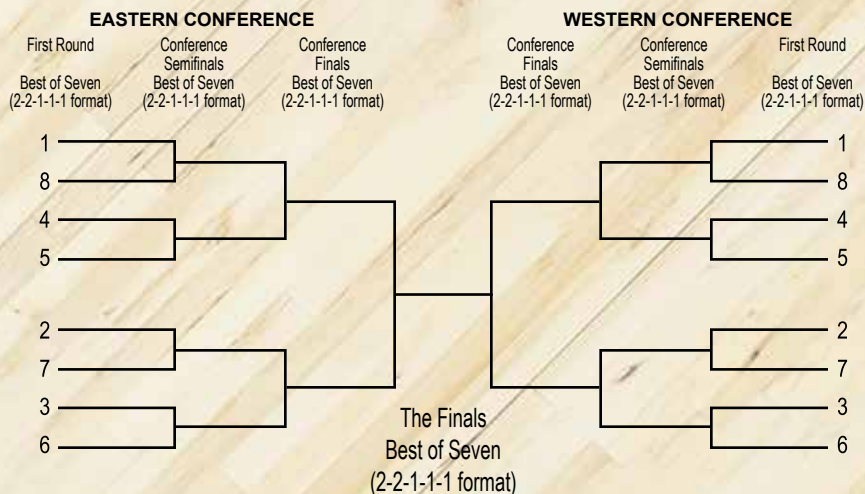 EASTERN CONFERENCE
First Round
Best of Seven
(2-2-1-1-1 format)
Conference
Semifinals
Best of Seven
(2-2-1-1-1 format)
Conference
Finals
Best of Seven
(2-2-1-1-1 format)
1
8
4
5
2
7
3
6
WESTERN CONFERENCE
Conference
Finals
Best of Seven
(2-2-1-1-1 format)
Conference
Semifinals
Best of Seven
(2-2-1-1-1 format)
First Round
Best of Seven
(2-2-1-1-1 format)
1
8
4
5
2
7
3
6
The Finals
Best of Seven
(2-2-1-1-1 format)